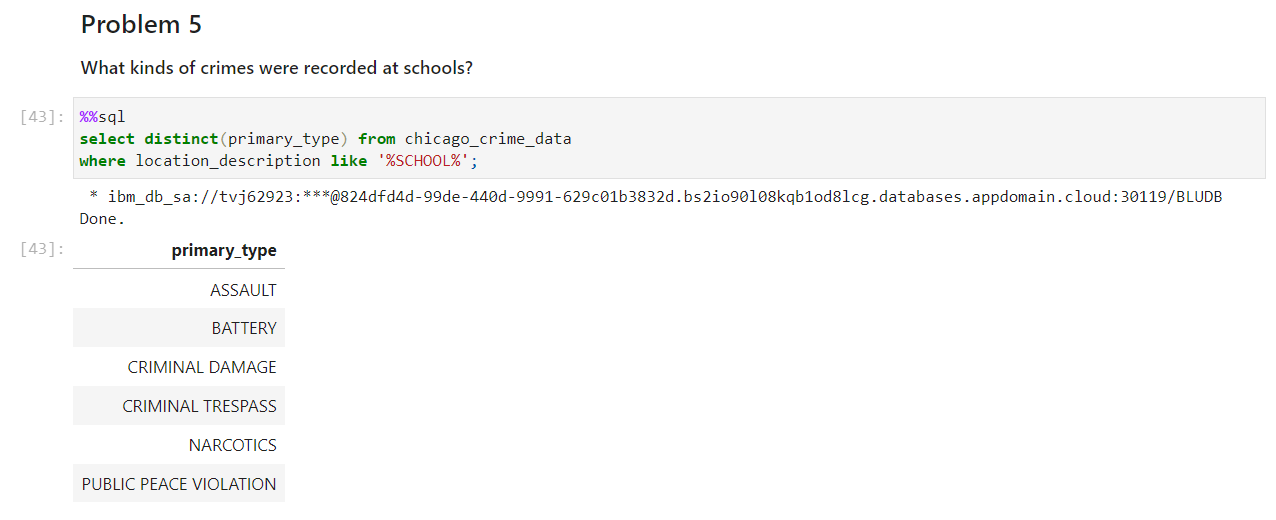 Problem 5
What kinds of crimes were recorded at schools?
[43]:
%%sql
select distinct(primary_type) from chicago_crime_data
where location_description like '%SCHOOL%';
* ibm_db_sa://tvj62923:***@824dfd4d-99de-440d-9991-629c01b3832d.bs2io90l08kqb1od8lcg.databases.appdomain.cloud:30119/BLUDB
Done.
[43]:
primary_type
ASSAULT
BATTERY
CRIMINAL DAMAGE
CRIMINAL TRESPASS
NARCOTICS
PUBLIC PEACE VIOLATION